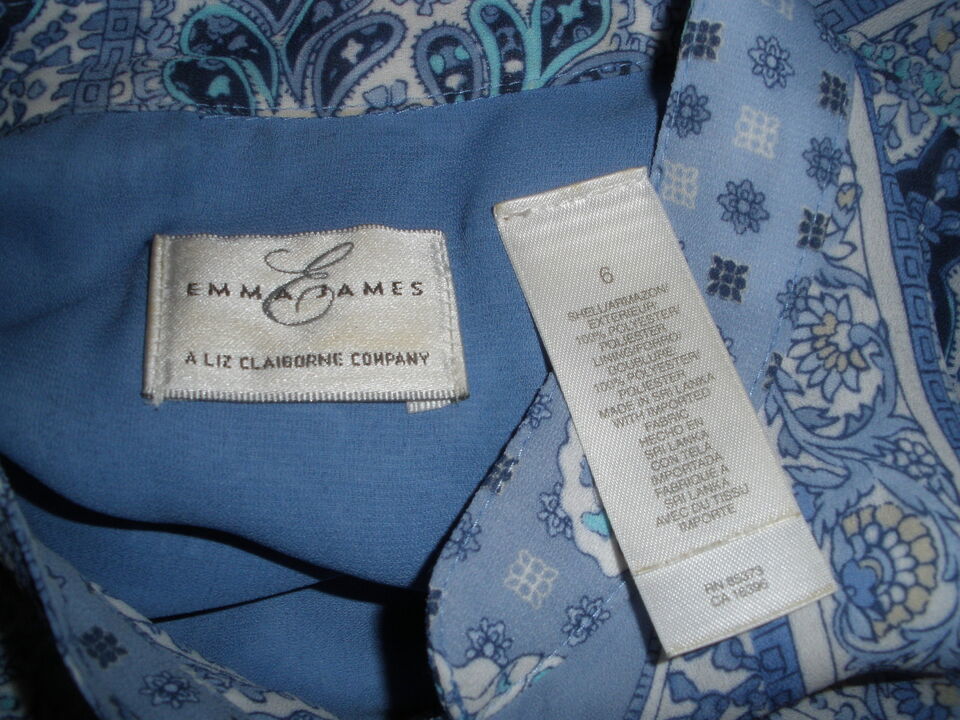 EMMA JAMES
A LIZ CLAIBORNE COMPANY
6
SHELL/ARMAZON/
EXTERIEUR:
100% POLYESTER/
POLIESTER
LINING/FORRO/
DOUBLURE:
100% POLYESTER/
POLIESTER
MADE IN SRI LANKA
WITH IMPORTED
FABRIC
HECHO EN
SRI LANKA
CON TELA
IMPORTADA
FABRIQUE A
SRI LANKA
AVEC DU TISSU
IMPORTE
RN 85373
CA 16396